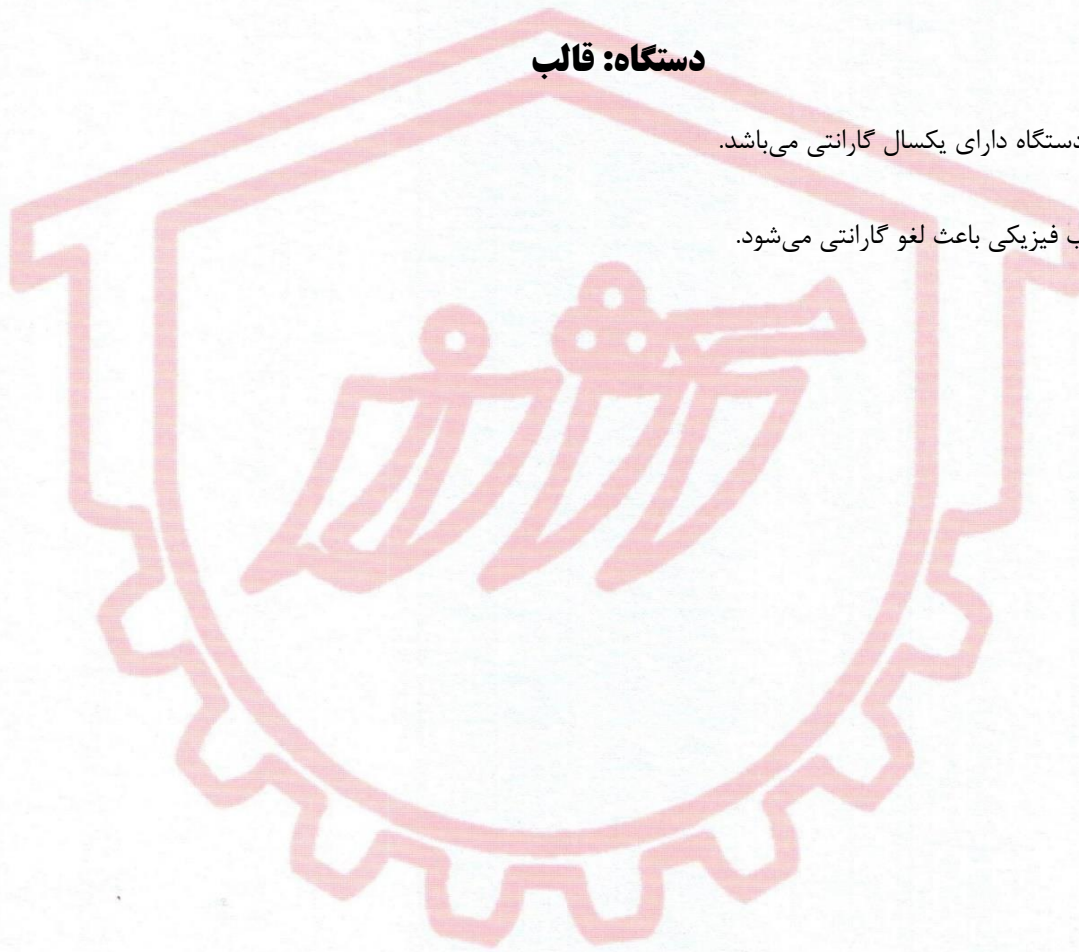 دستگاه: قالب
دستگاه دارای یکسال گارانتی می‌باشد.
فیزیکی باعث لغو گارانتی می‌شود.